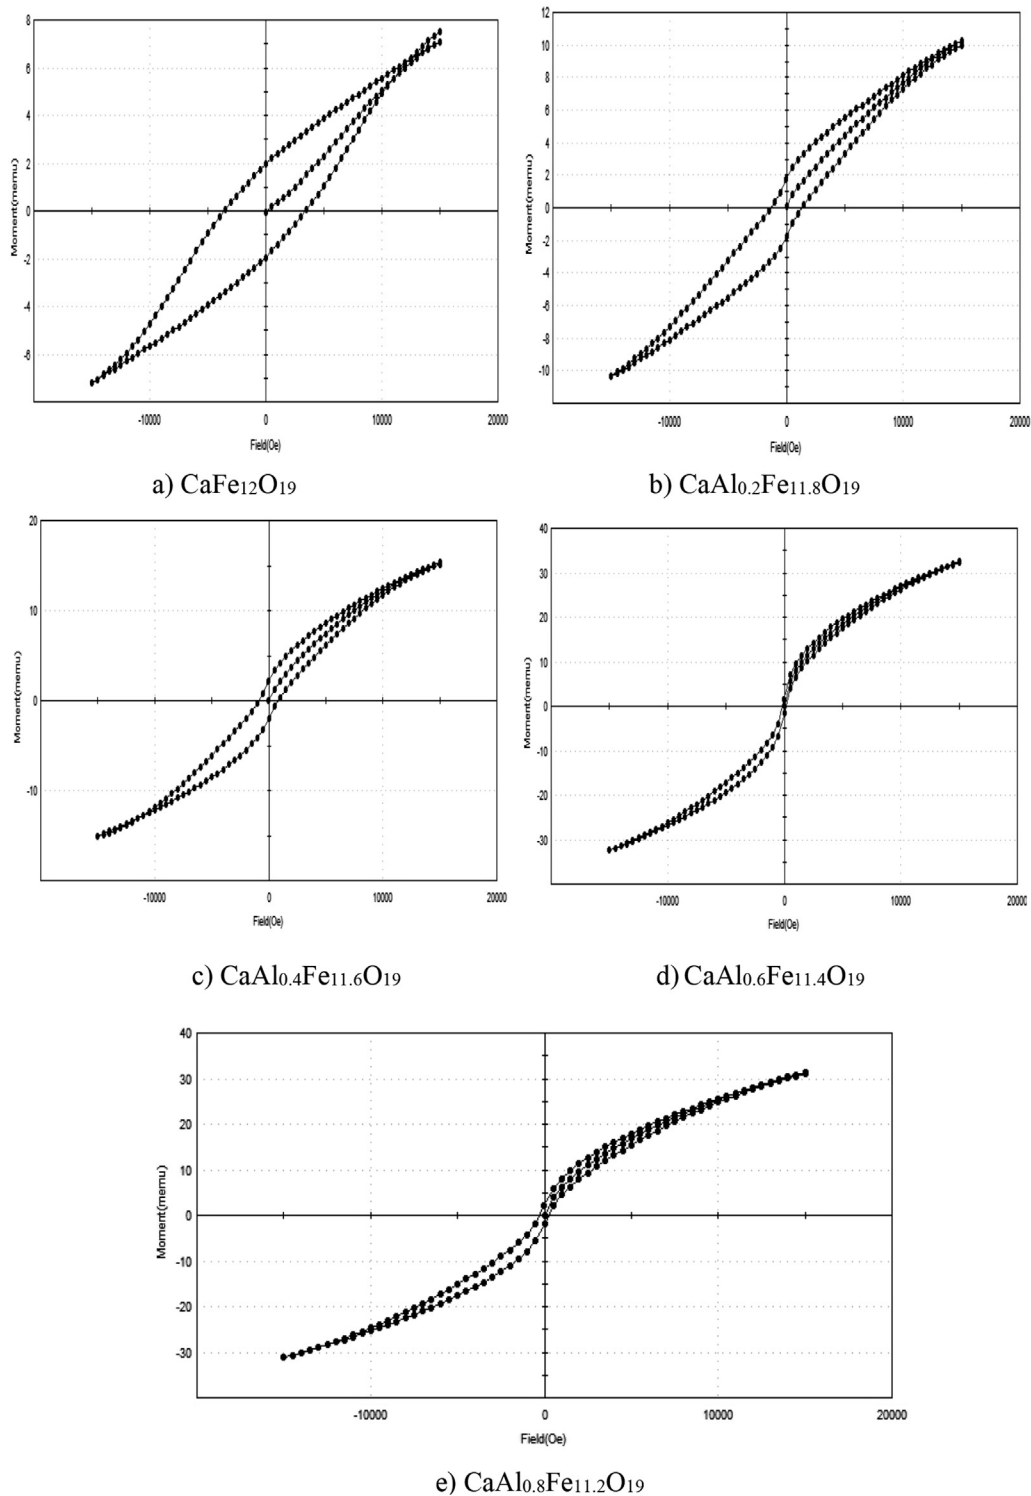 8
6
4
2
0
-2
-4
-6
Moment(memu)
-10000 0 10000 20000
Field(Oe)
a) CaFe12O19
12
10
8
6
4
2
0
-2
-4
-6
-8
-10
Moment(memu)
-10000 0 10000 20000
Field(Oe)
b) CaAl0.2Fe11.8O19
20
10
0
-10
Moment(memu)
-10000 0 10000 20000
Field(Oe)
c) CaAl0.4Fe11.6O19
40
30
20
10
0
-10
-20
-30
Moment(memu)
-10000 0 10000 20000
Field(Oe)
d) CaAl0.6Fe11.4O19
40
30
20
10
0
-10
-20
-30
Moment(memu)
-10000 0 10000 20000
Field(Oe)
e) CaAl0.8Fe11.2O19